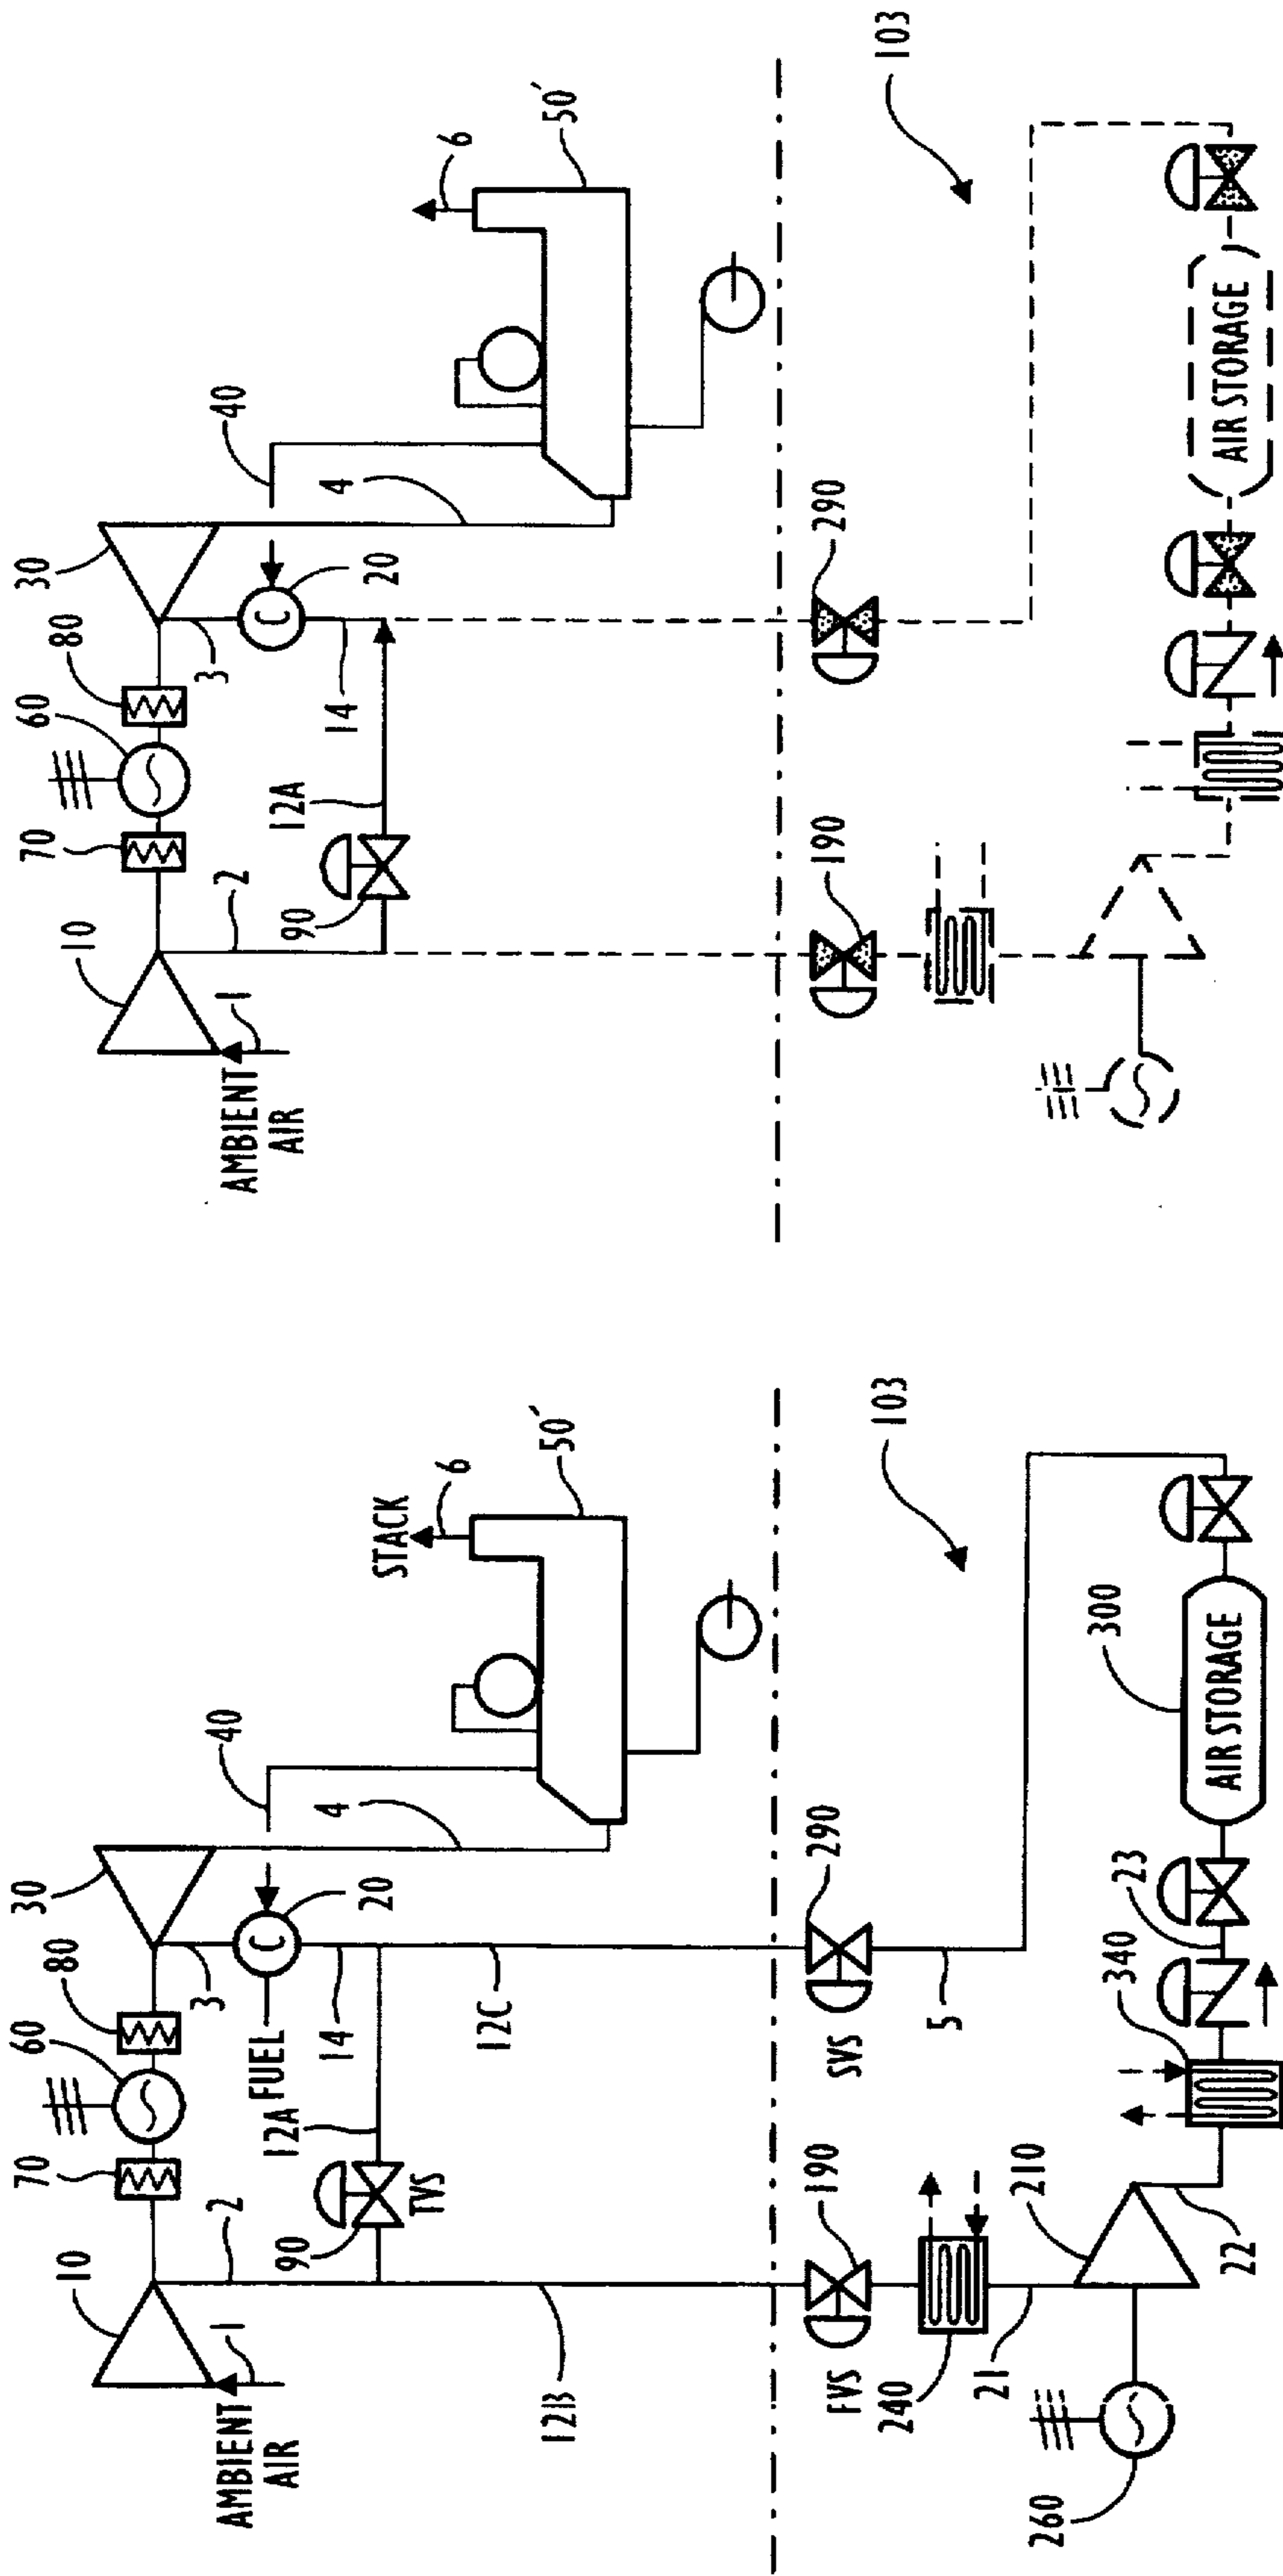 10
70
60
80
30
AMBIENT
AIR
1
2
3
FUEL
C
40
20
4
STACK
6
50′
90
TVS
12A
14
12B
12C
FVS
190
SVS
290
103
240
21
5
260
210
22
340
23
300
AIR STORAGE
10
70
60
80
30
AMBIENT
AIR
1
2
3
C
40
20
4
6
50′
90
12A
14
190
290
103
AIR STORAGE